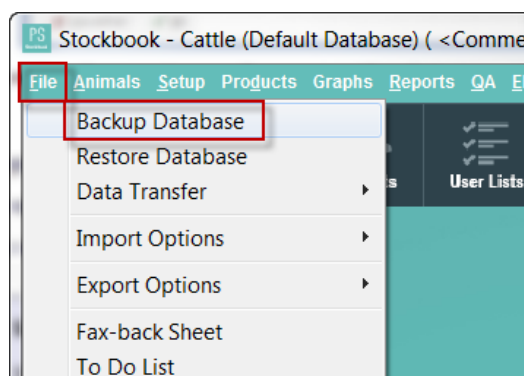 PS
Stockbook
Stockbook - Cattle (Default Database) ( <Comme
File Animals Setup Products Graphs Reports QA
Backup Database
Restore Database
Data Transfer
User Lists
Import Options
Export Options
Fax-back Sheet
To Do List